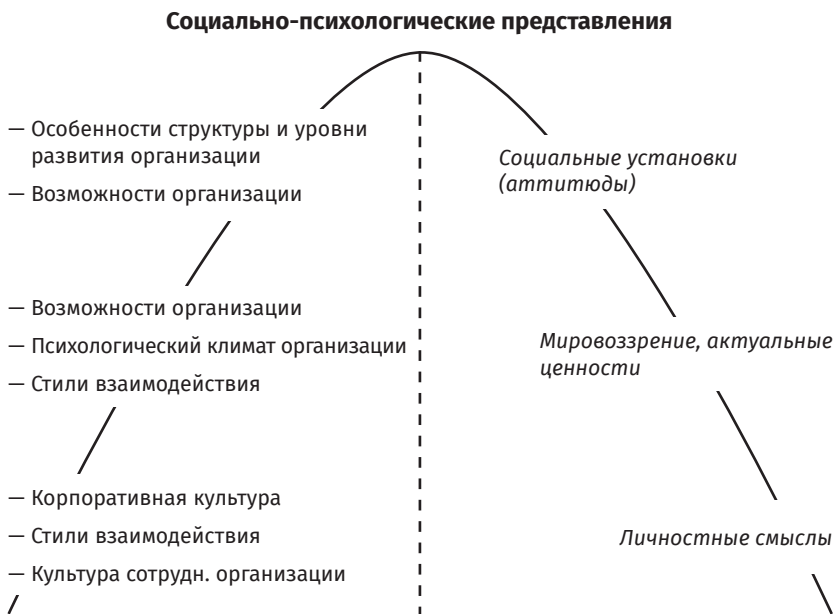 Социально-психологические представления
— Особенности структуры и уровни
развития организации
— Возможности организации
Социальные установки
(аттитюды)
— Возможности организации
— Психологический климат организации
— Стили взаимодействия
Мировоззрение, актуальные
ценности
— Корпоративная культура
— Стили взаимодействия
— Культура сотрудн. организации
Личностные смыслы